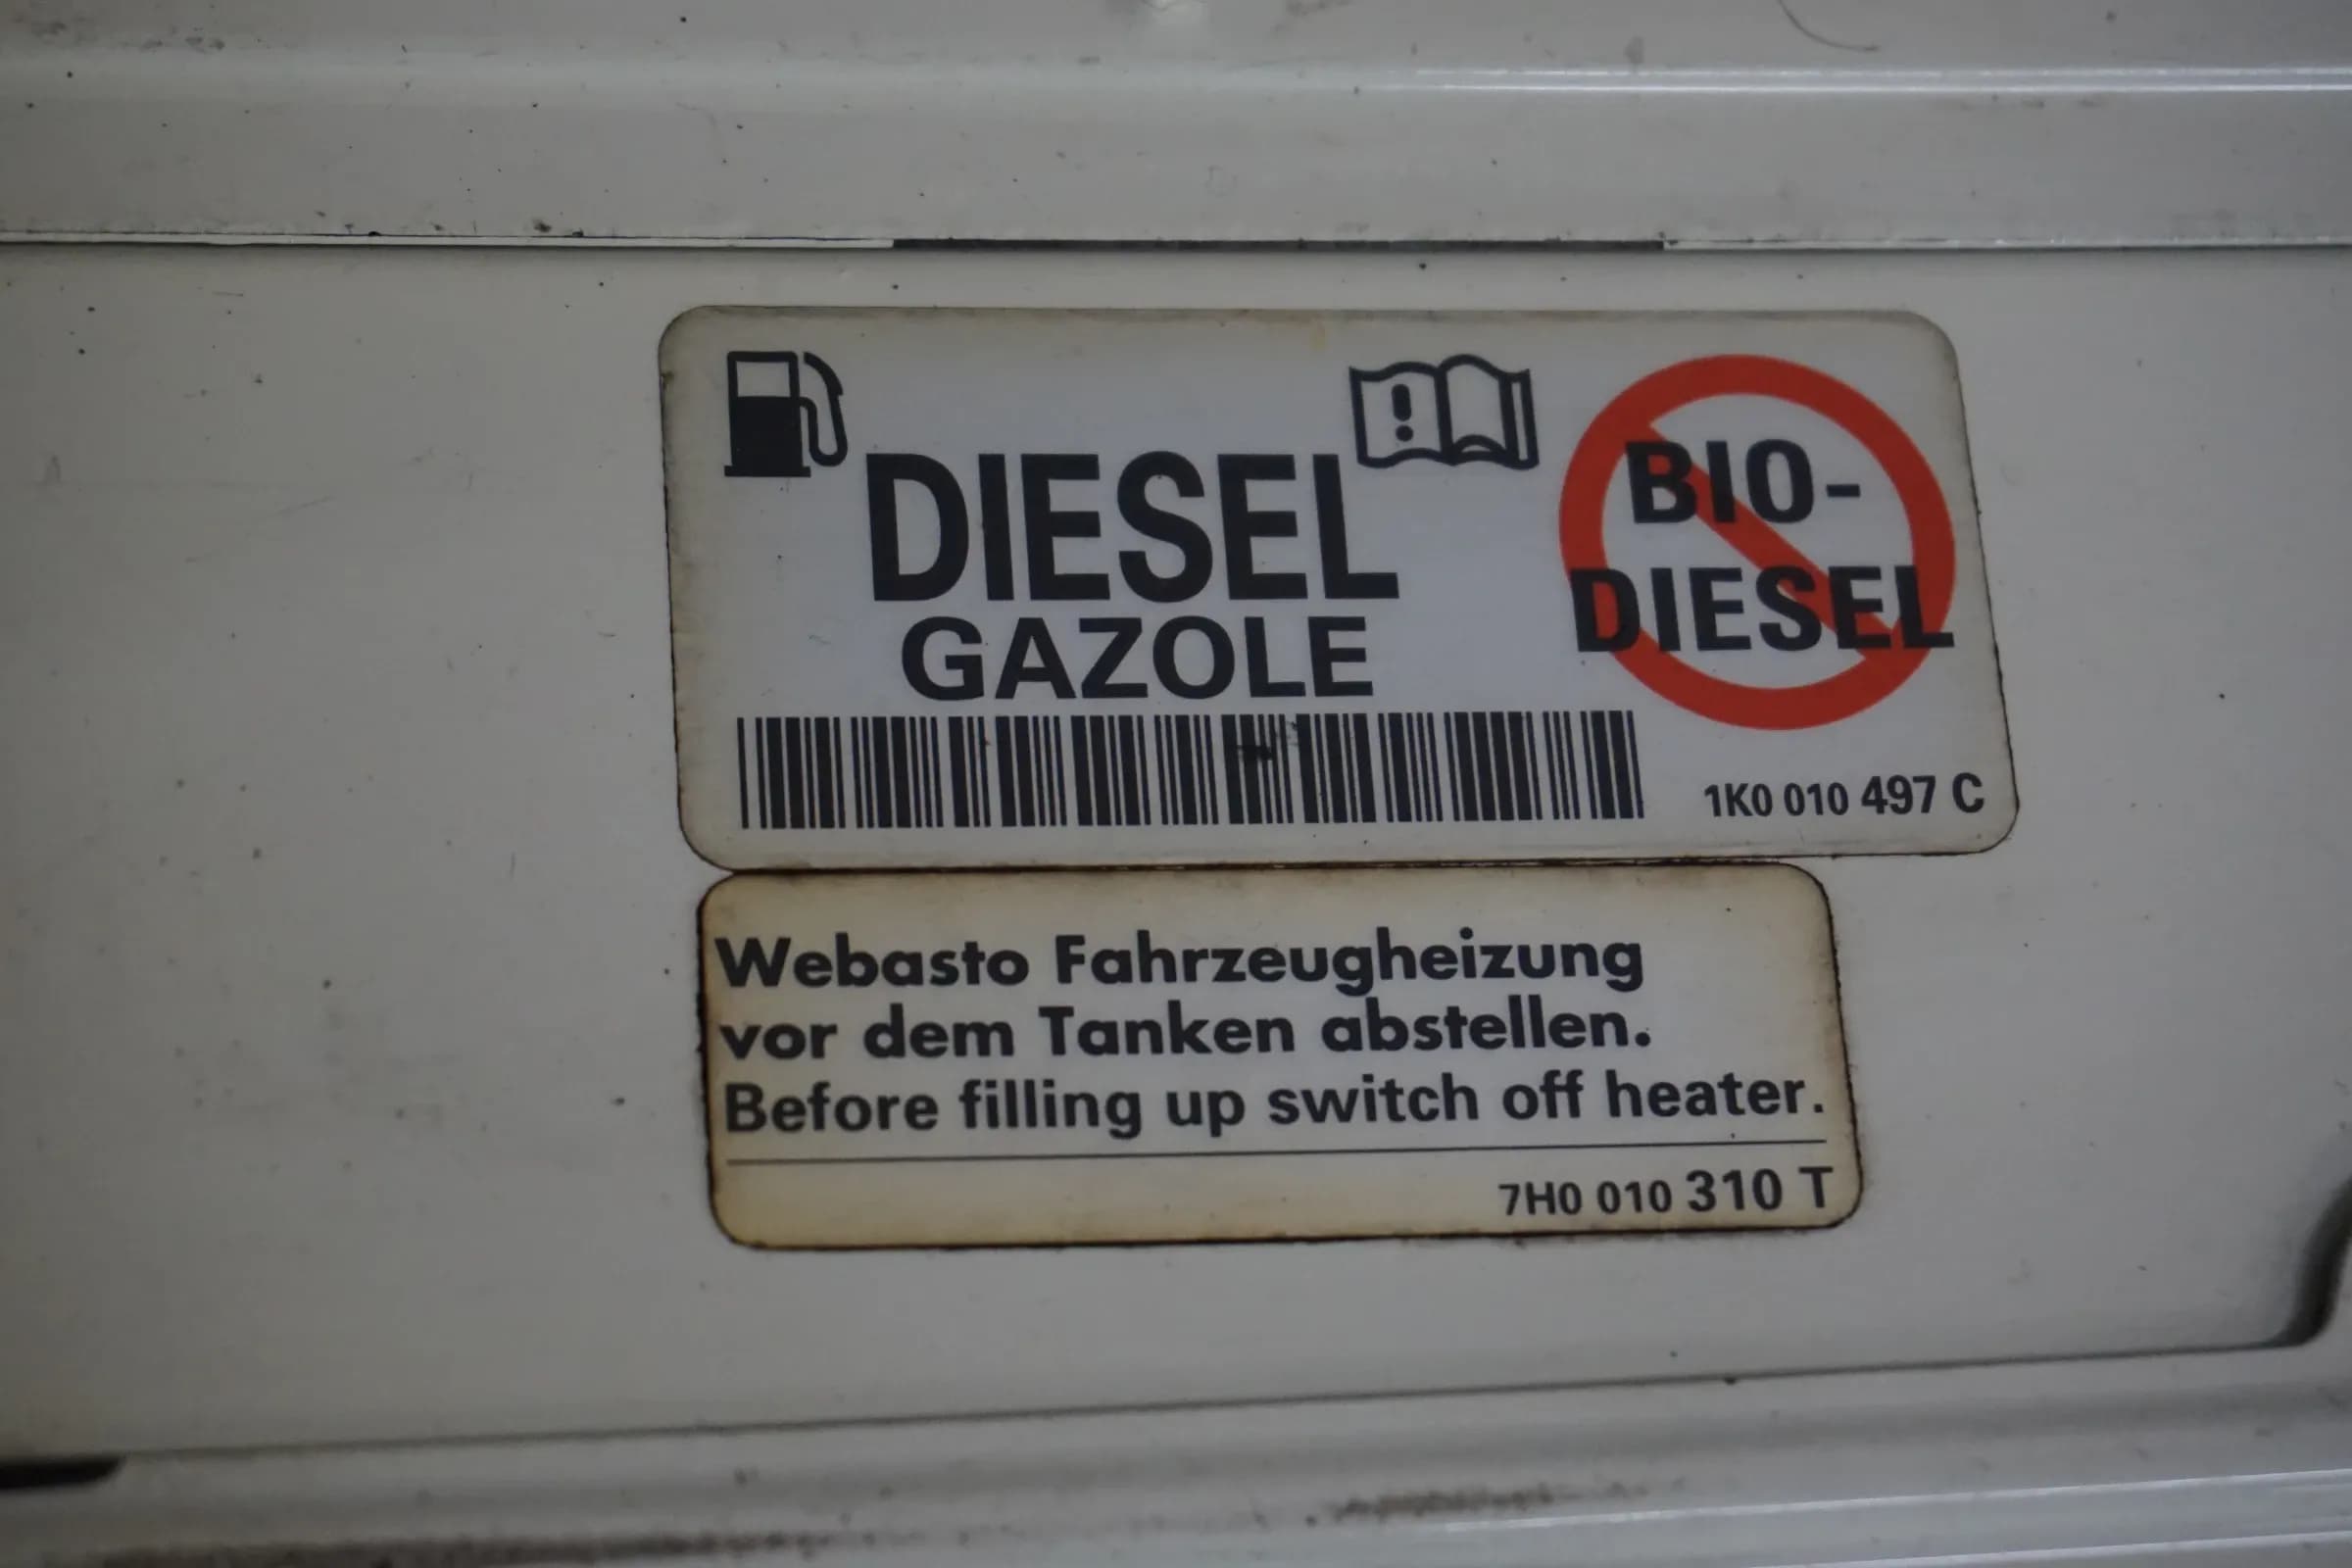 DIESEL
GAZOLE
BIO-
DIESEL
1K0 010 497 C
Webasto Fahrzeugheizung
vor dem Tanken abstellen.
Before filling up switch off heater.
7H0 010 310 T